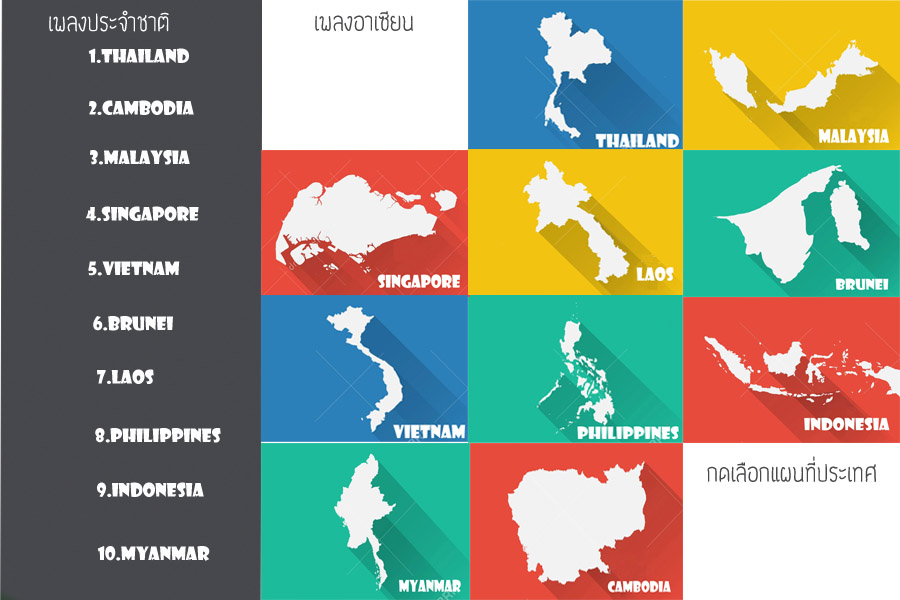 เพลงประจำชาติ
1.THAILAND
2.CAMBODIA
3.MALAYSIA
4.SINGAPORE
5.VIETNAM
6.BRUNEI
7.LAOS
8.PHILIPPINES
9.INDONESIA
10.MYANMAR
เพลงอาเซียน
THAILAND
MALAYSIA
SINGAPORE
LAOS
BRUNEI
VIETNAM
PHILIPPINES
INDONESIA
MYANMAR
CAMBODIA
กดเลือกแผนที่ประเทศ